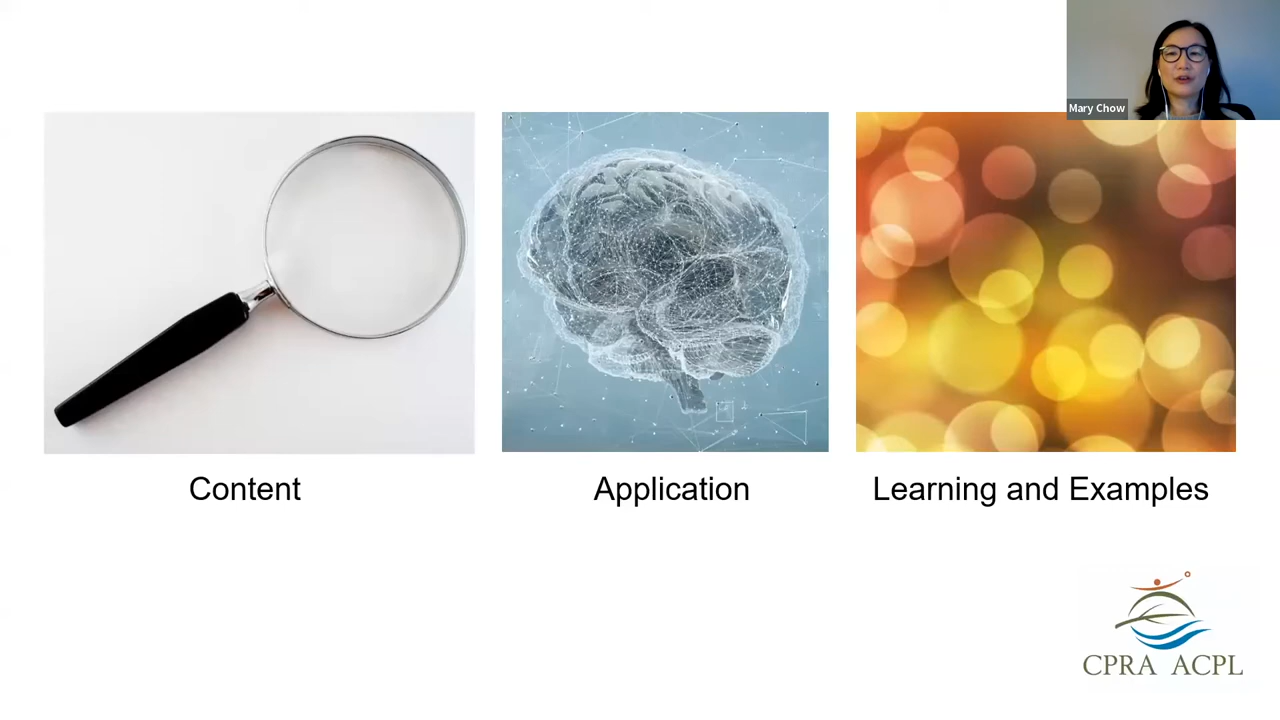 Mary Chow
Content
Application
Learning and Examples
CPRA ACPL